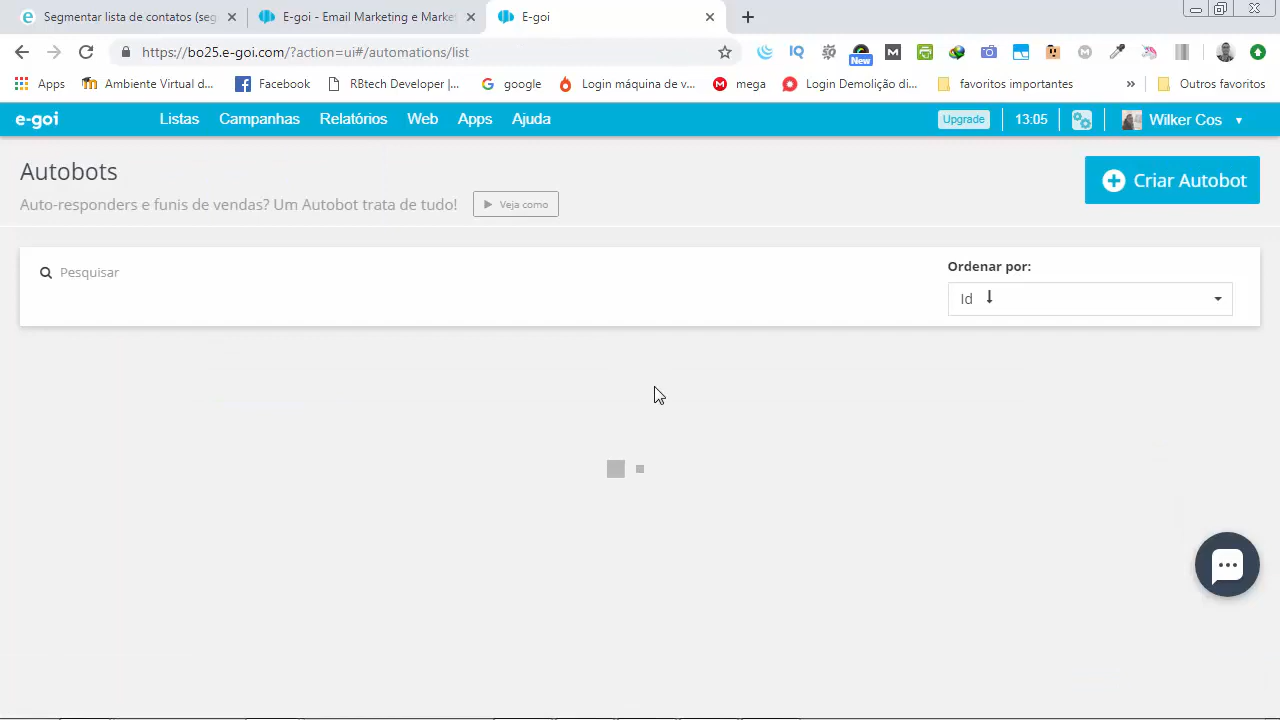 Segmentar lista de contatos (seg
E-goi - Email Marketing e Marke
E-goi
https://bo25.e-goi.com/?action=ui#/automations/list
New
Apps
Ambiente Virtual d...
Facebook
RBtech Developer |...
google
Login máquina de v...
mega
Login Demolição di...
favoritos importantes
»
Outros favoritos
e-goi
Listas
Campanhas
Relatórios
Web
Apps
Ajuda
Upgrade
13:05
Wilker Cos
Autobots
Criar Autobot
Auto-responders e funis de vendas? Um Autobot trata de tudo!
Veja como
Pesquisar
Ordenar por:
Id